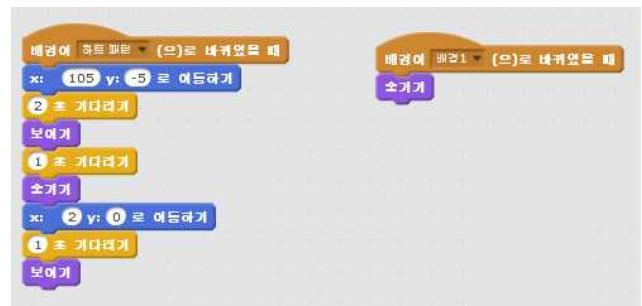 배경이 하트 패턴 (으)로 바뀌었을 때
x: 105 y: -5 로 이동하기
2 초 기다리기
보이기
1 초 기다리기
숨기기
x: 2 y: 0 로 이동하기
1 초 기다리기
보이기
배경이 배경1 (으)로 바뀌었을 때
숨기기